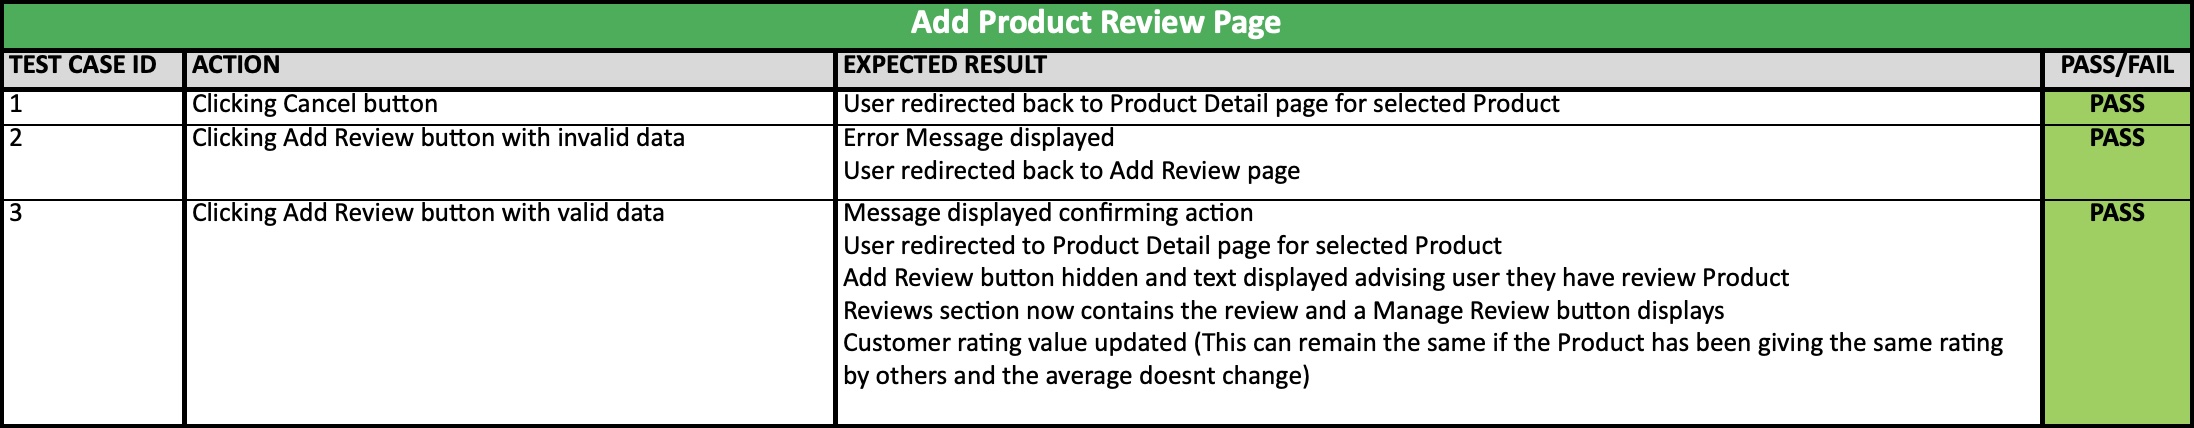 Add Product Review Page
TEST CASE ID ACTION EXPECTED RESULT PASS/FAIL
1 Clicking Cancel button User redirected back to Product Detail page for selected Product PASS
2 Clicking Add Review button with invalid data Error Message displayed PASS
User redirected back to Add Review page
3 Clicking Add Review button with valid data Message displayed confirming action PASS
User redirected to Product Detail page for selected Product
Add Review button hidden and text displayed advising user they have review Product
Reviews section now contains the review and a Manage Review button displays
Customer rating value updated (This can remain the same if the Product has been giving the same rating
by others and the average doesnt change)